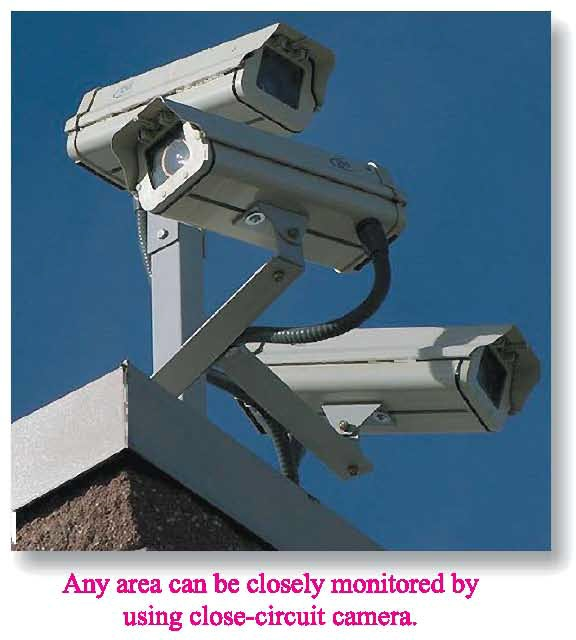 Any area can be closely monitored by
using close-circuit camera.